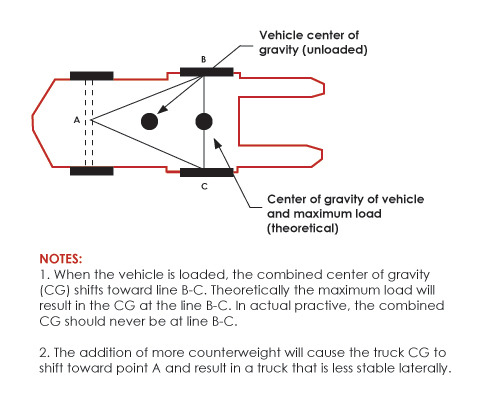 Vehicle center of
gravity (unloaded)
B
A
C
Center of gravity of vehicle
and maximum load
(theoretical)
NOTES:
1. When the vehicle is loaded, the combined center of gravity
(CG) shifts toward line B-C. Theoretically the maximum load will
result in the CG at the line B-C. In actual practive, the combined
CG should never be at line B-C.
2. The addition of more counterweight will cause the truck CG to
shift toward point A and result in a truck that is less stable laterally.